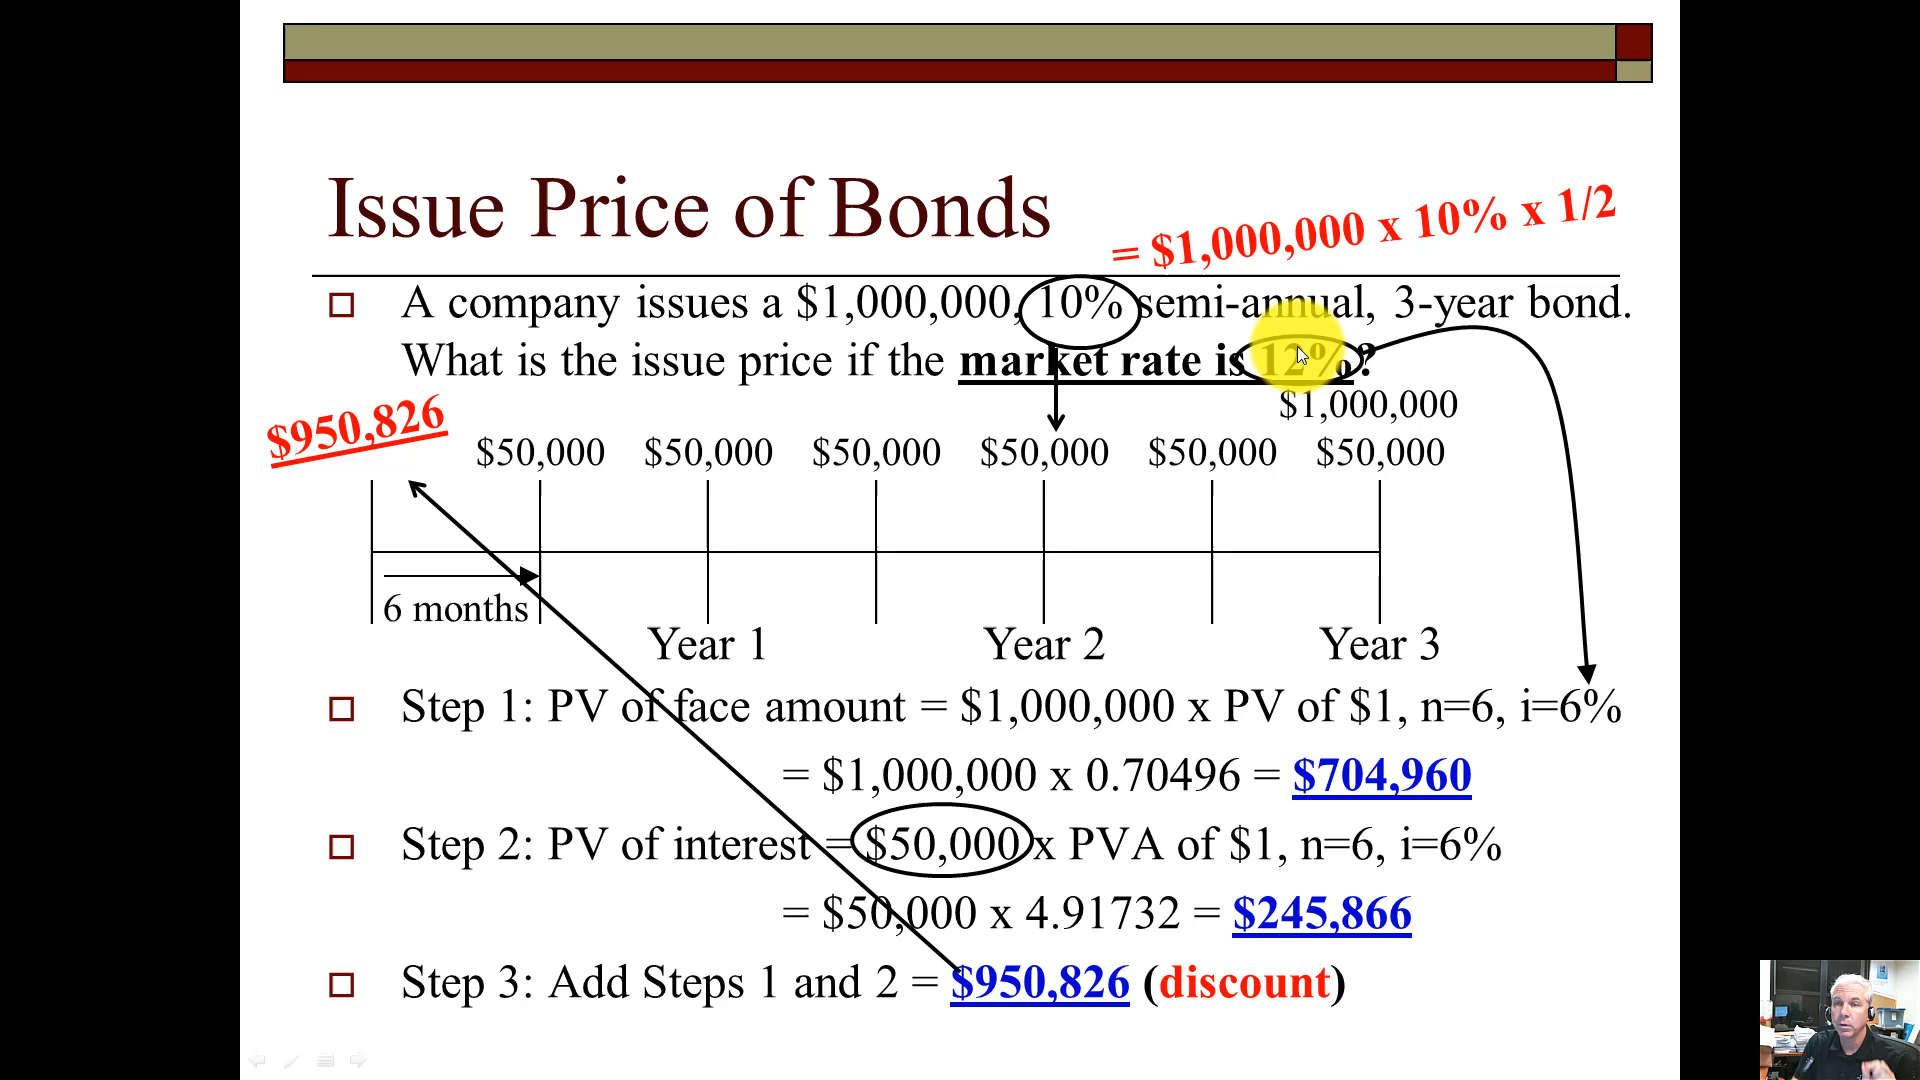 Issue Price of Bonds
= $1,000,000 x 10% x 1/2
A company issues a $1,000,000, 10% semi-annual, 3-year bond.
What is the issue price if the market rate is 12%?
$1,000,000
$950,826
$50,000 $50,000 $50,000 $50,000 $50,000 $50,000
6 months
Year 1 Year 2 Year 3
Step 1: PV of face amount = $1,000,000 x PV of $1, n=6, i=6%
= $1,000,000 x 0.70496 = $704,960
Step 2: PV of interest = $50,000 x PVA of $1, n=6, i=6%
= $50,000 x 4.91732 = $245,866
Step 3: Add Steps 1 and 2 = $950,826 (discount)